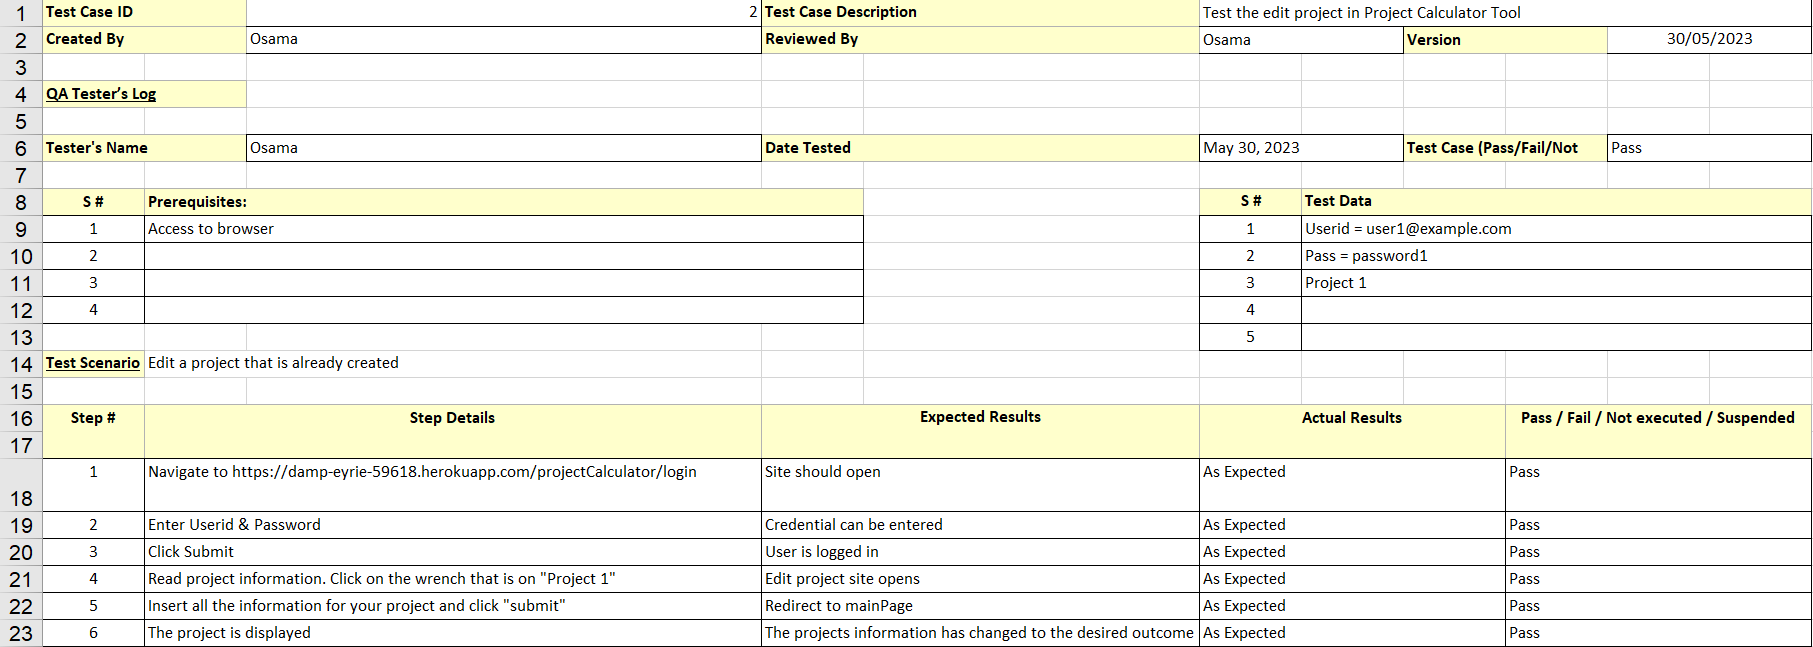 1 Test Case ID 2 Test Case Description Test the edit project in Project Calculator Tool
2 Created By Osama Reviewed By Osama Version 30/05/2023
3
4 QA Tester’s Log
5
6 Tester's Name Osama Date Tested May 30, 2023 Test Case (Pass/Fail/Not Pass
7
8 S # Prerequisites: S # Test Data
9 1 Access to browser 1 Userid = user1@example.com
10 2 2 Pass = password1
11 3 3 Project 1
12 4 4
13 5
14 Test Scenario Edit a project that is already created
15
16 Step # Step Details Expected Results Actual Results Pass / Fail / Not executed / Suspended
17
18 1 Navigate to https://damp-eyrie-59618.herokuapp.com/projectCalculator/login Site should open As Expected Pass
19 2 Enter Userid & Password Credential can be entered As Expected Pass
20 3 Click Submit User is logged in As Expected Pass
21 4 Read project information. Click on the wrench that is on "Project 1" Edit project site opens As Expected Pass
22 5 Insert all the information for your project and click "submit" Redirect to mainPage As Expected Pass
23 6 The project is displayed The projects information has changed to the desired outcome As Expected Pass